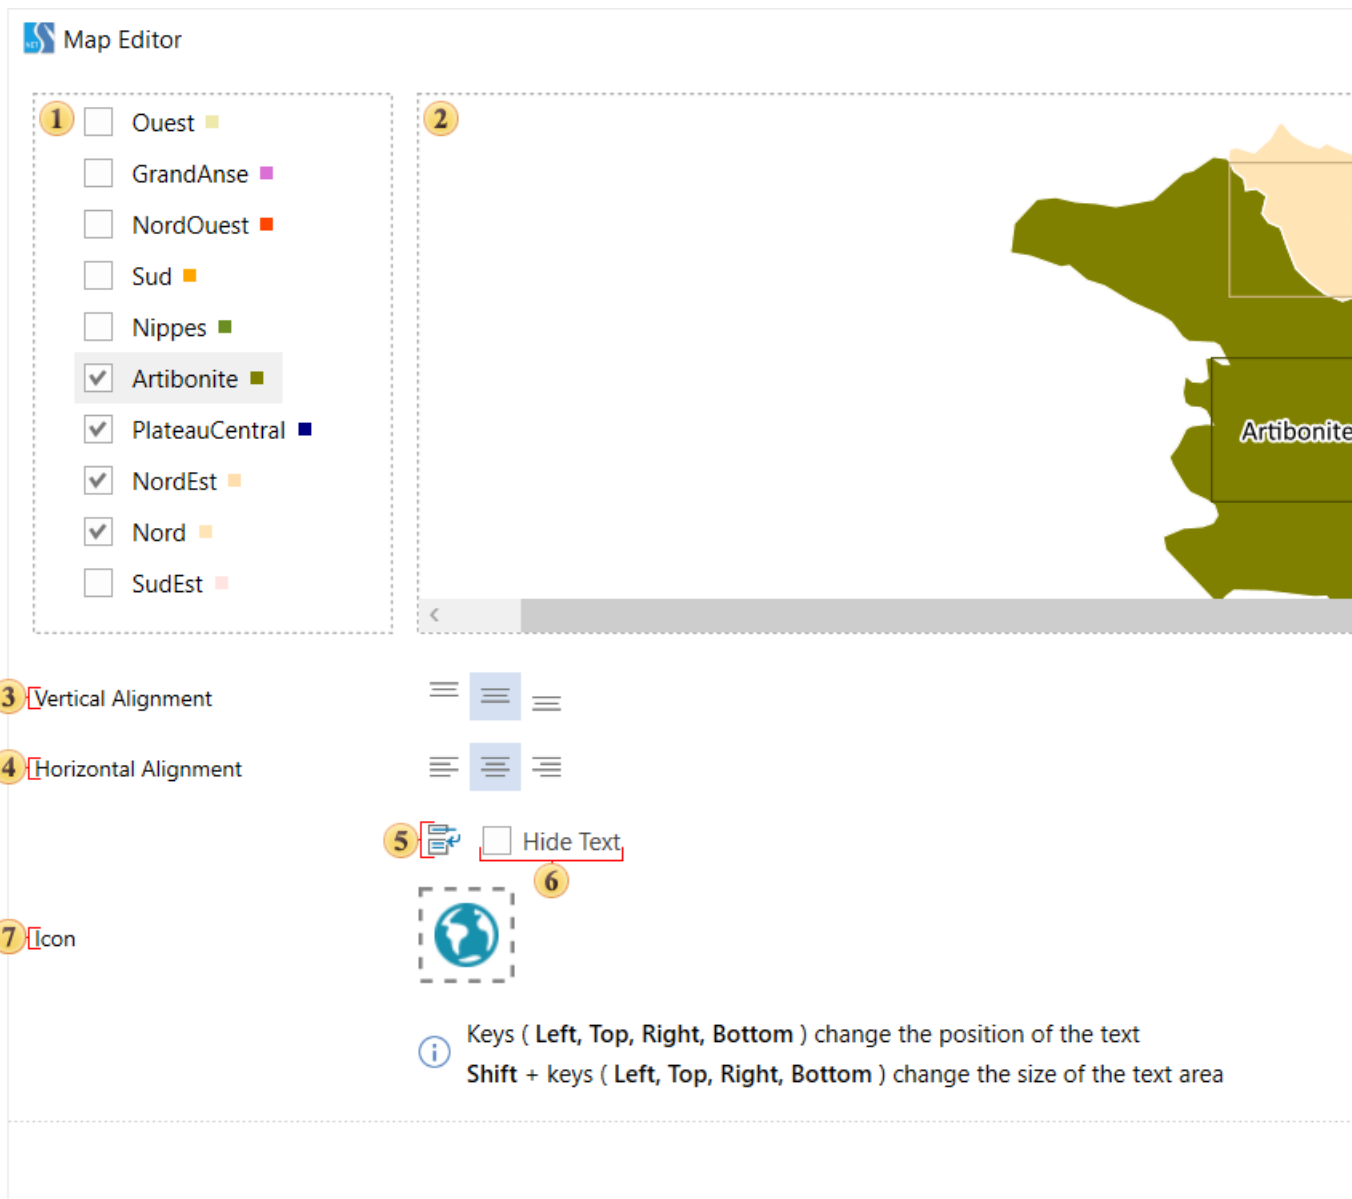 NET Map Editor
1 Ouest
GrandAnse
NordOuest
Sud
Nippes
Artibonite
PlateauCentral
NordEst
Nord
SudEst
2
Artibonite
3 Vertical Alignment
4 Horizontal Alignment
5 Hide Text
6
7 Icon
Keys ( Left, Top, Right, Bottom ) change the position of the text
Shift + keys ( Left, Top, Right, Bottom ) change the size of the text area